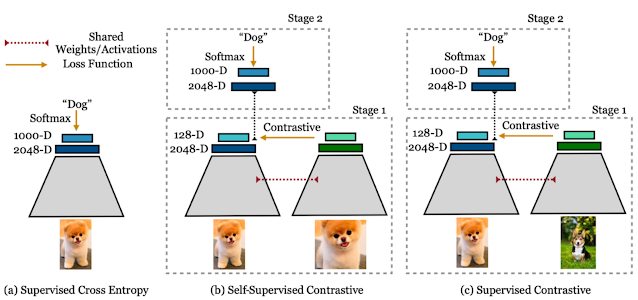 Shared
Weights/Activations
Loss Function
"Dog"
Softmax
1000-D
2048-D
(a) Supervised Cross Entropy
Stage 2
"Dog"
Softmax
1000-D
2048-D
Stage 1
Contrastive
128-D
2048-D
(b) Self-Supervised Contrastive
Stage 2
"Dog"
Softmax
1000-D
2048-D
Stage 1
Contrastive
128-D
2048-D
(c) Supervised Contrastive